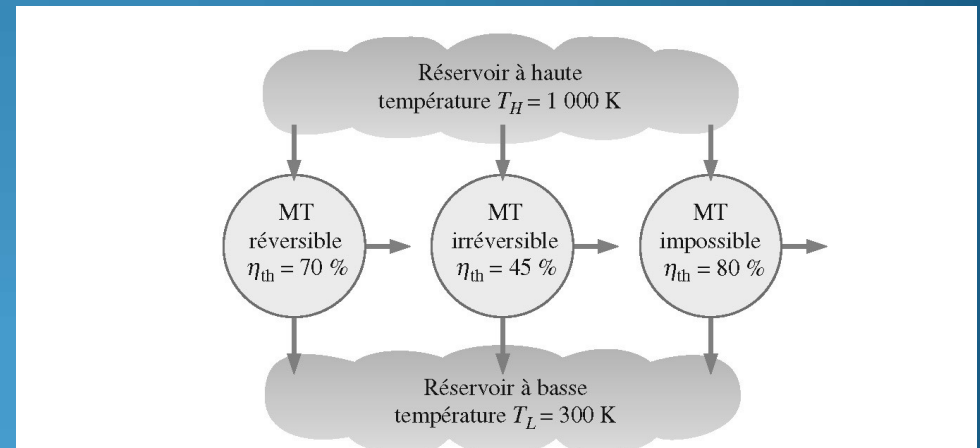 Réservoir à haute
température T_H = 1 000 K
MT
réversible
η_th = 70 %
MT
irréversible
η_th = 45 %
MT
impossible
η_th = 80 %
Réservoir à basse
température T_L = 300 K